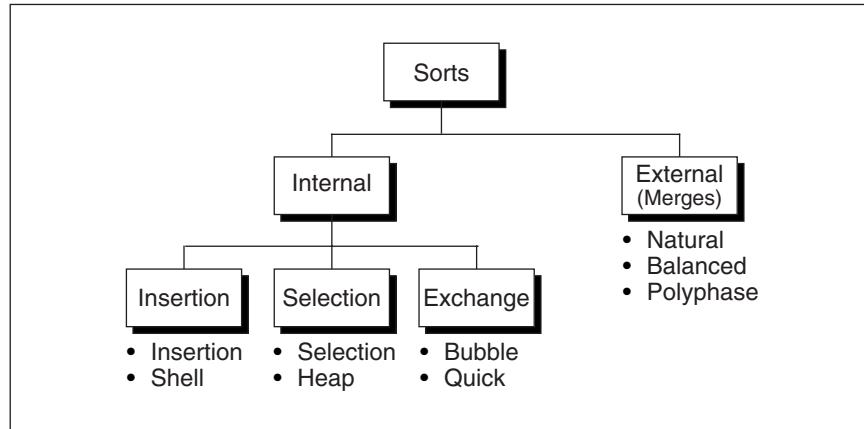 Sorts
Internal
External
(Merges)
• Natural
• Balanced
• Polyphase
Insertion
Selection
Exchange
• Insertion
• Shell
• Selection
• Heap
• Bubble
• Quick